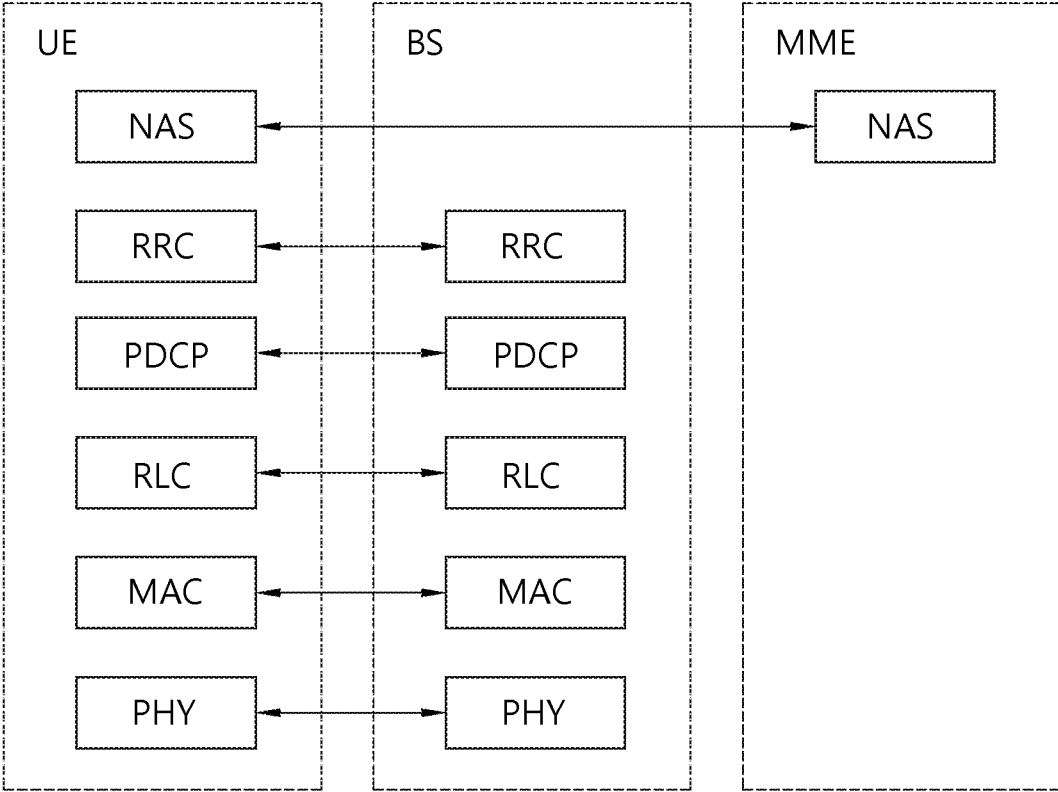 UE BS MME
NAS NAS
RRC RRC
PDCP PDCP
RLC RLC
MAC MAC
PHY PHY